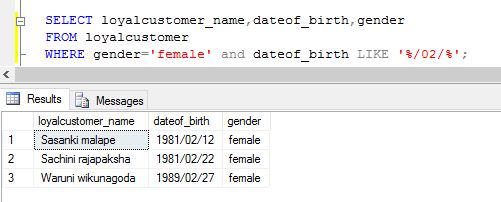 SELECT loyalcustomer_name,dateof_birth,gender
FROM loyalcustomer
WHERE gender='female' and dateof_birth LIKE '%/02/%';
Results Messages
loyalcustomer_name dateof_birth gender
1 Sasanki malape 1981/02/12 female
2 Sachini rajapaksha 1981/02/22 female
3 Waruni wikunagoda 1989/02/27 female